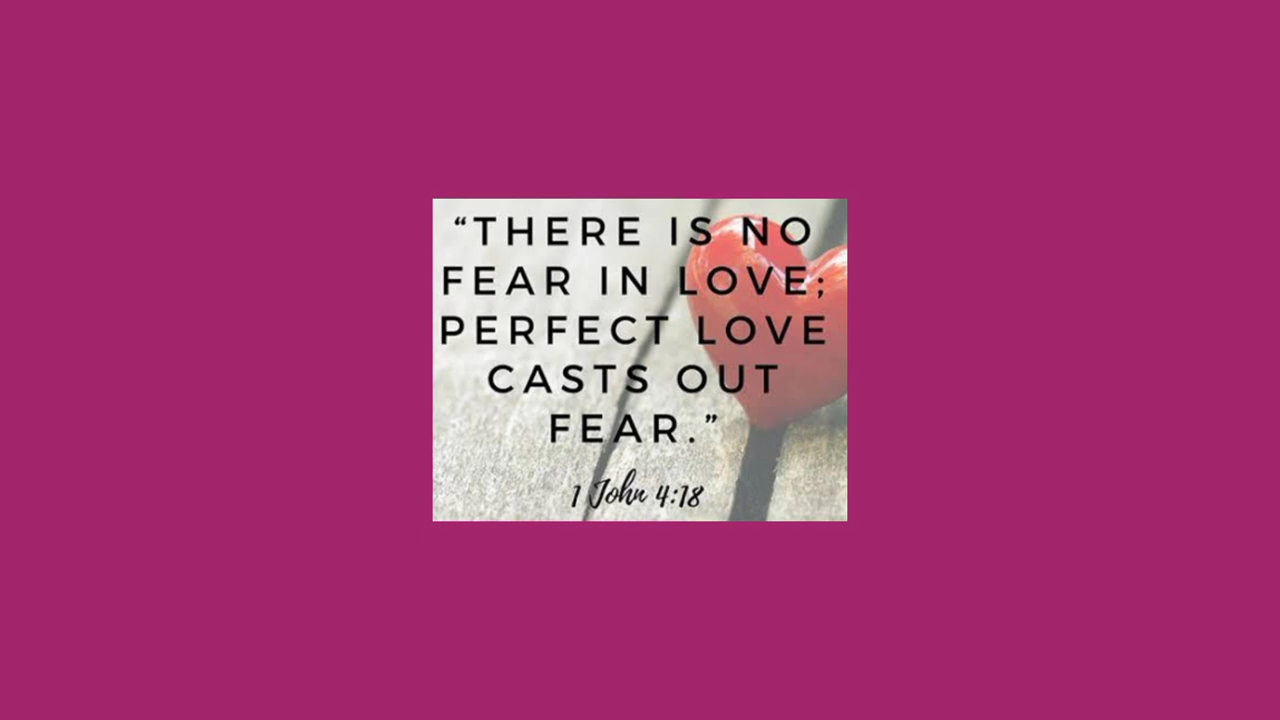 “THERE IS NO
FEAR IN LOVE;
PERFECT LOVE
CASTS OUT
FEAR.”
1 John 4:18